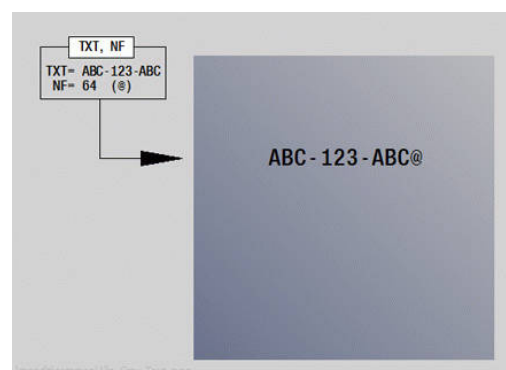 TXT, NF
TXT= ABC-123-ABC
NF= 64 (@)
ABC-123-ABC@